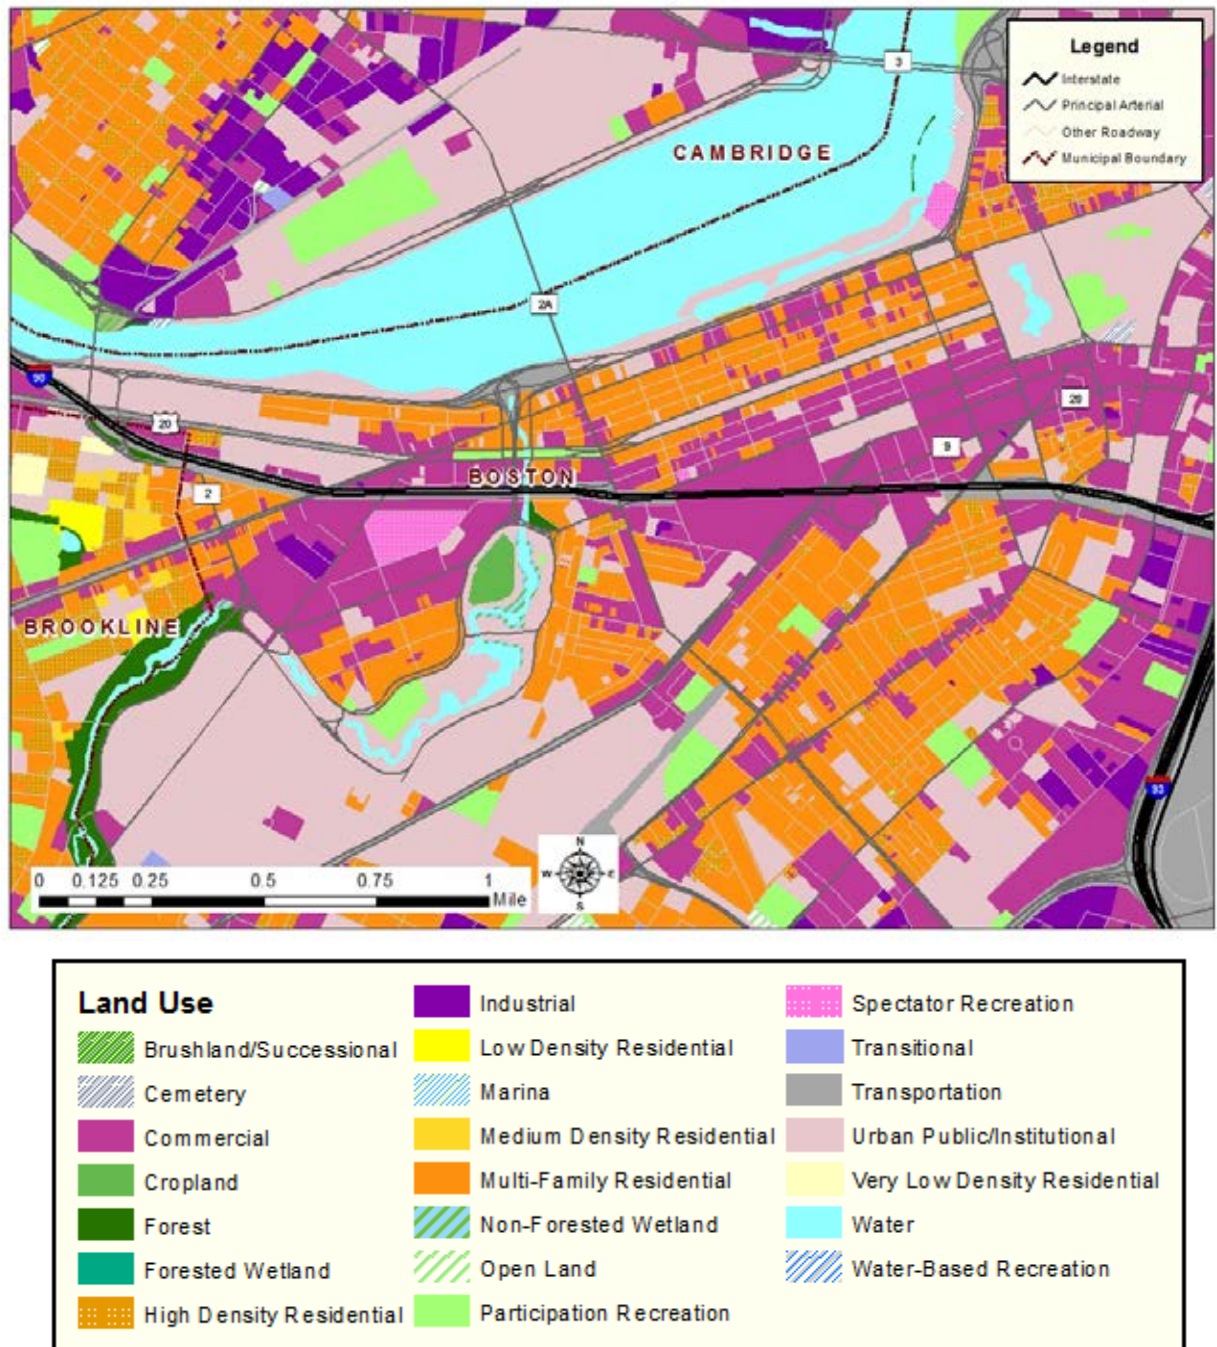 Legend
Interstate
Principal Arterial
Other Roadway
Municipal Boundary
3
CAMBRIDGE
2A
90
20
28
9
BOSTON
2
BROOKLINE
93
N
W E
S
0 0.125 0.25 0.5 0.75 1
Mile
Land Use
Brushland/Successional
Cemetery
Commercial
Cropland
Forest
Forested Wetland
High Density Residential
Industrial
Low Density Residential
Marina
Medium Density Residential
Multi-Family Residential
Non-Forested Wetland
Open Land
Participation Recreation
Spectator Recreation
Transitional
Transportation
Urban Public/Institutional
Very Low Density Residential
Water
Water-Based Recreation